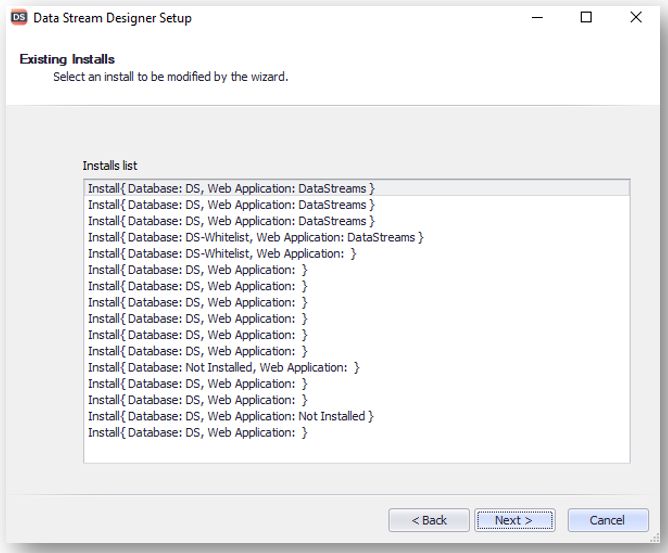 DS Data Stream Designer Setup
Existing Installs
Select an install to be modified by the wizard.
Installs list
Install{ Database: DS, Web Application: DataStreams }
Install{ Database: DS, Web Application: DataStreams }
Install{ Database: DS, Web Application: DataStreams }
Install{ Database: DS-Whitelist, Web Application: DataStreams }
Install{ Database: DS-Whitelist, Web Application:  }
Install{ Database: DS, Web Application:  }
Install{ Database: DS, Web Application:  }
Install{ Database: DS, Web Application:  }
Install{ Database: DS, Web Application:  }
Install{ Database: DS, Web Application:  }
Install{ Database: DS, Web Application:  }
Install{ Database: Not Installed, Web Application:  }
Install{ Database: DS, Web Application:  }
Install{ Database: DS, Web Application:  }
Install{ Database: DS, Web Application: Not Installed }
Install{ Database: DS, Web Application:  }
< Back Next > Cancel